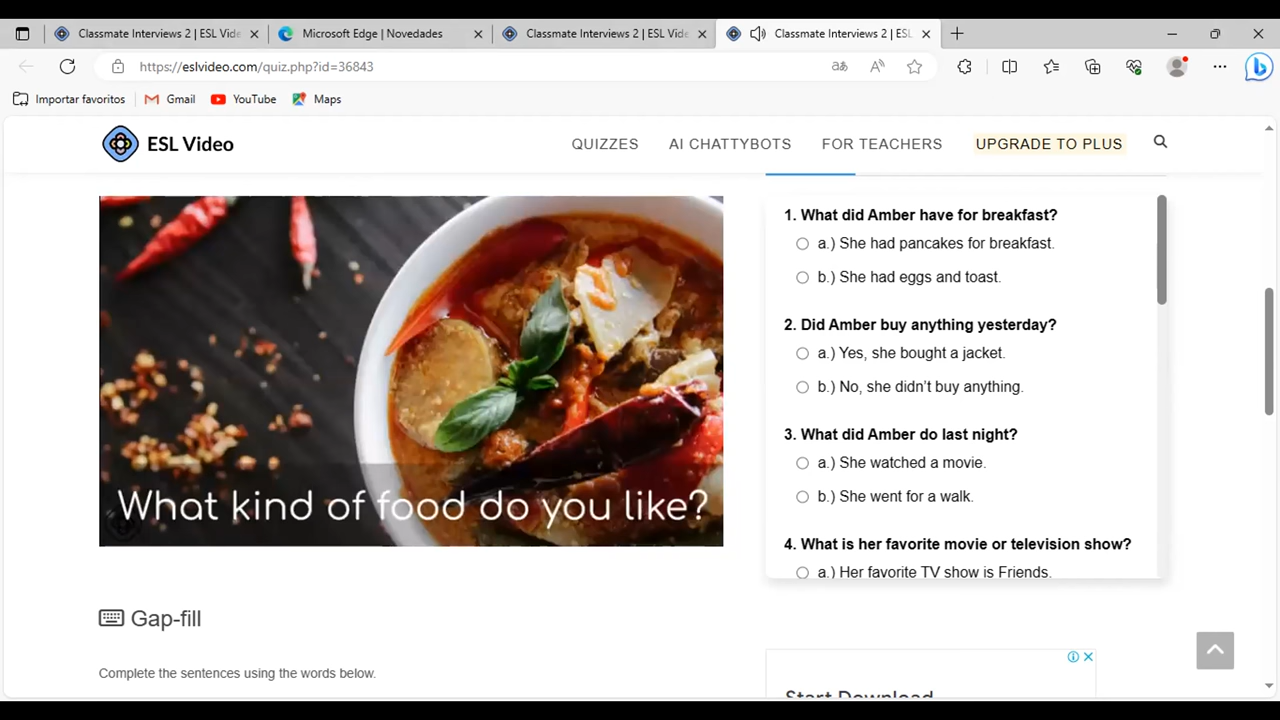 Classmate Interviews 2 | ESL Vide
Microsoft Edge | Novedades
Classmate Interviews 2 | ESL Vide
Classmate Interviews 2 | ESL
https://eslvideo.com/quiz.php?id=36843
Importar favoritos
Gmail
YouTube
Maps
ESL Video
QUIZZES
AI CHATTYBOTS
FOR TEACHERS
UPGRADE TO PLUS
What kind of food do you like?
1. What did Amber have for breakfast?
a.) She had pancakes for breakfast.
b.) She had eggs and toast.
2. Did Amber buy anything yesterday?
a.) Yes, she bought a jacket.
b.) No, she didn’t buy anything.
3. What did Amber do last night?
a.) She watched a movie.
b.) She went for a walk.
4. What is her favorite movie or television show?
a.) Her favorite TV show is Friends.
Gap-fill
Complete the sentences using the words below.
Start Download